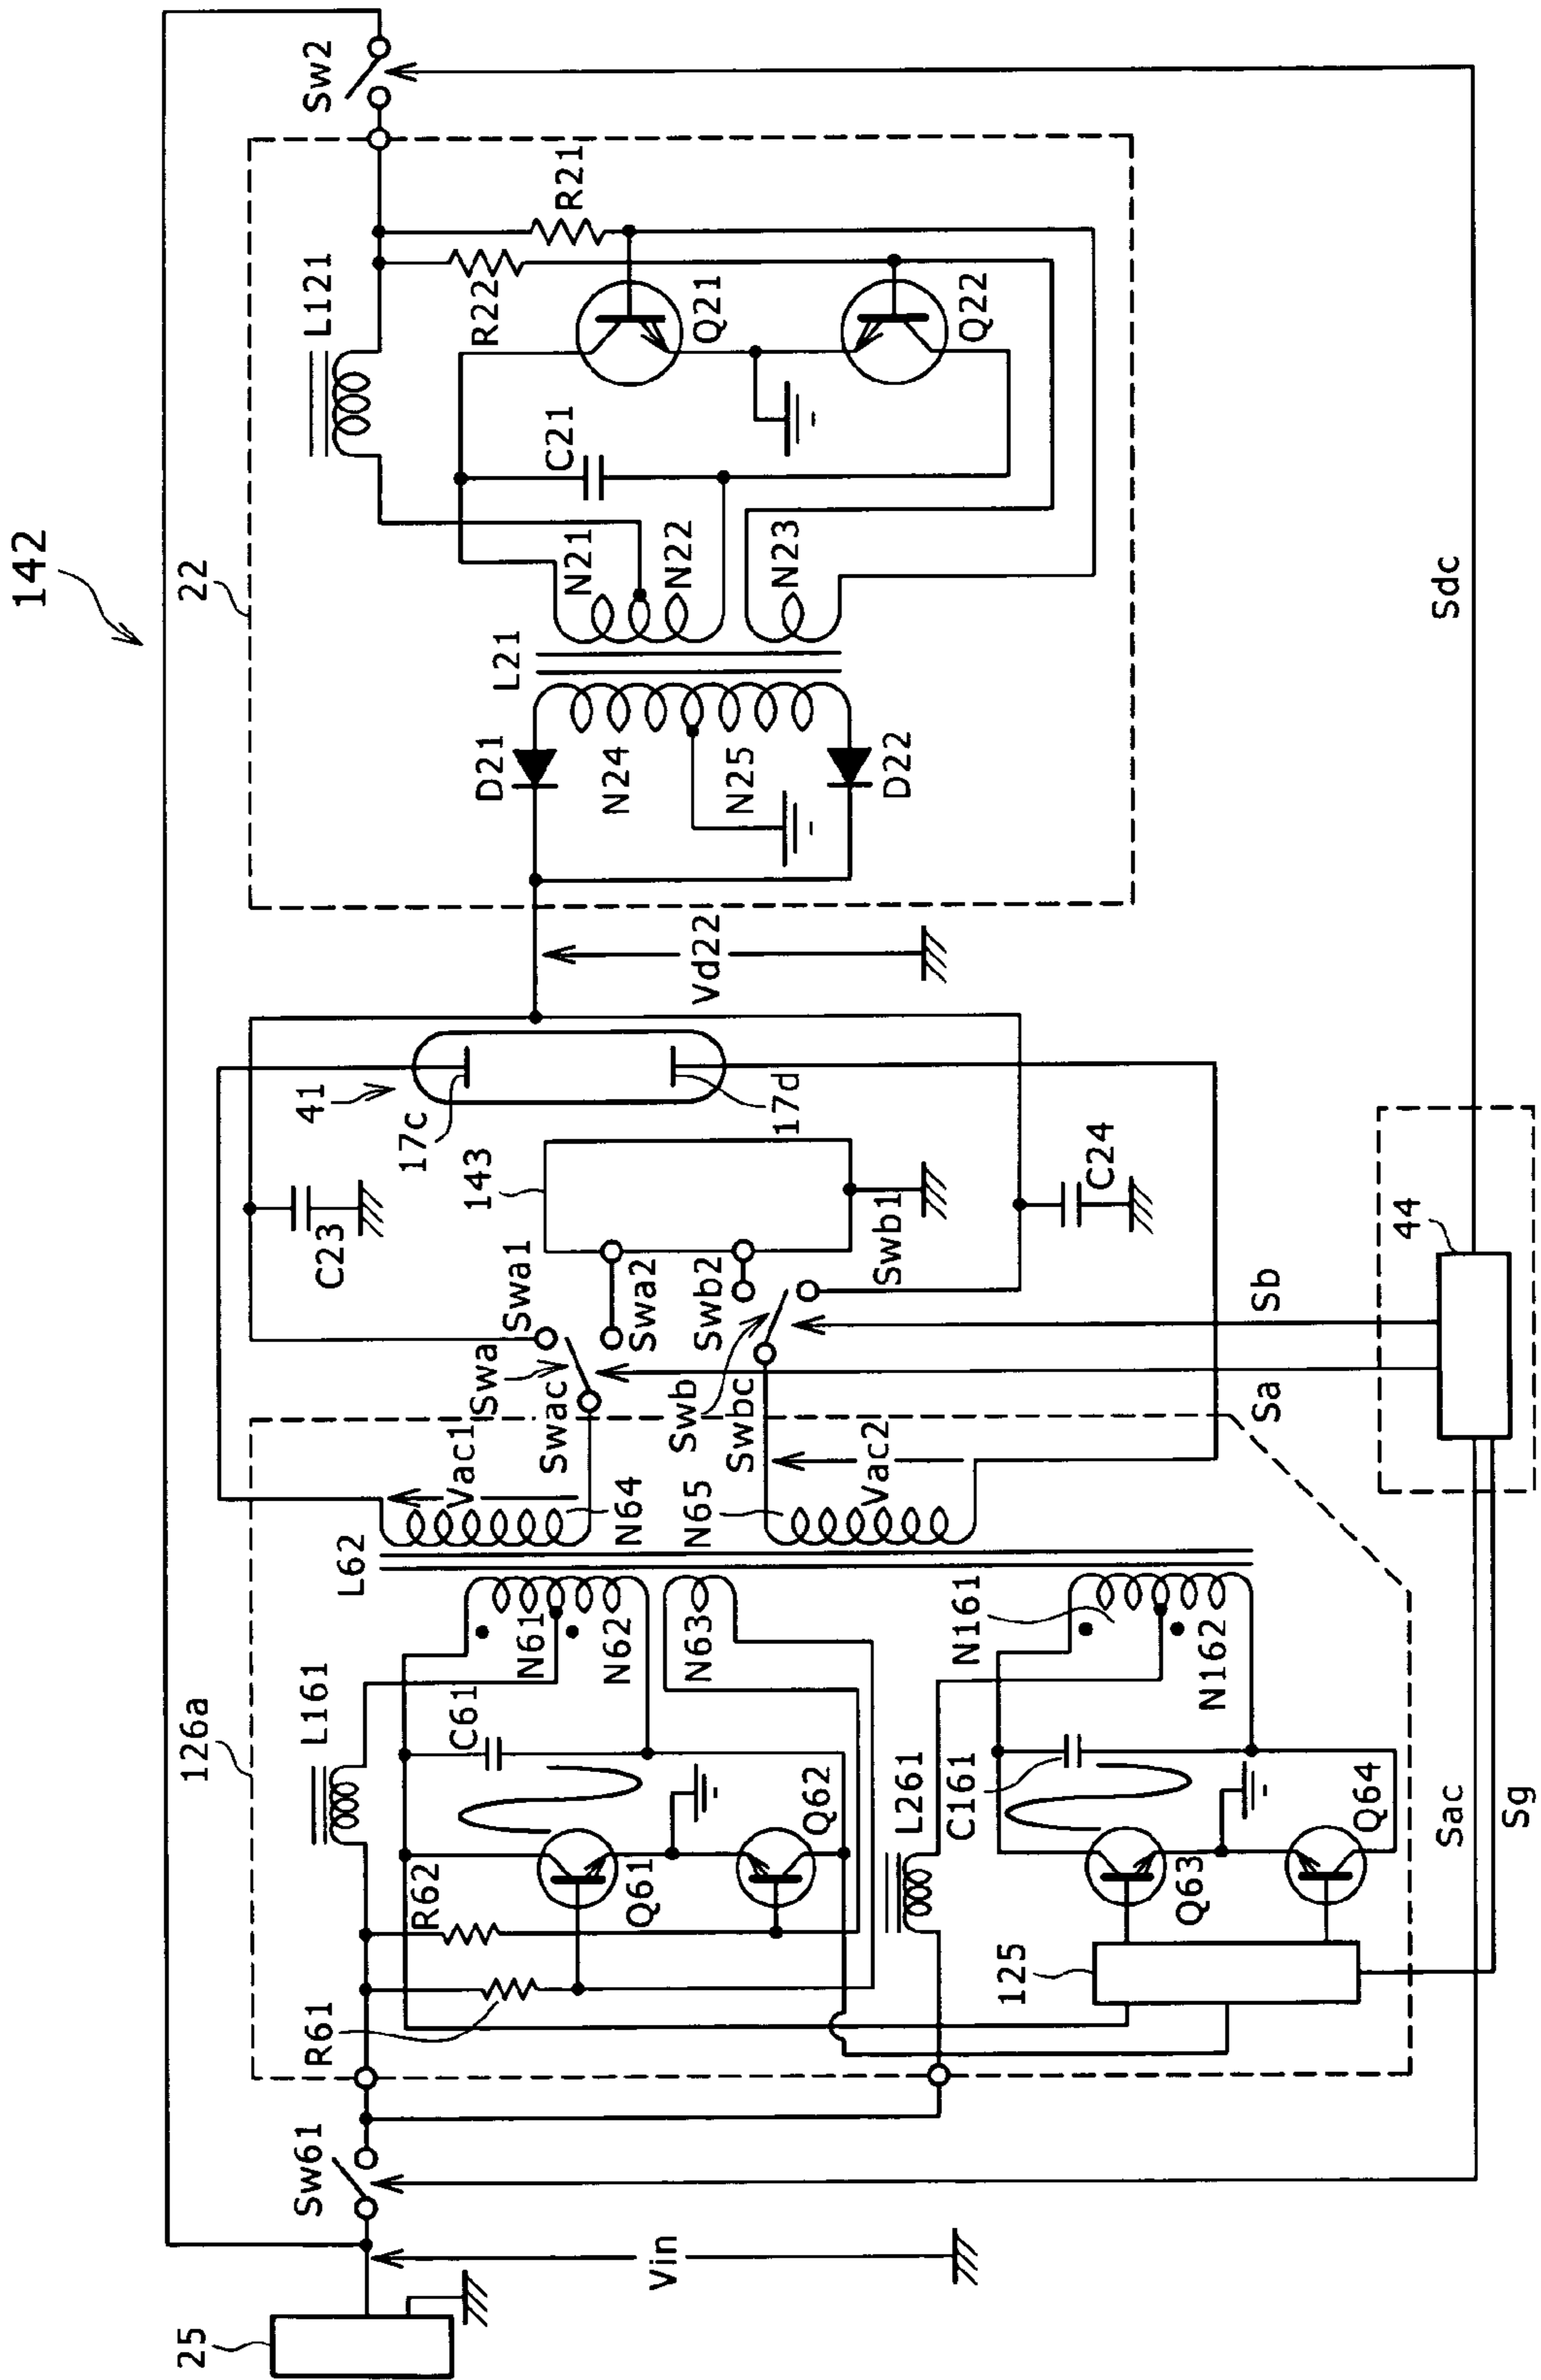 142
22
Sw2
L121
R22
R21
Q21
Q22
C21
N21
N22
N23
L21
D21
N24
N25
D22
Vd22
41
17c
17d
143
C23
C24
Swa1
Swa2
Swb2
Swb1
Swa
Swac
Swb
Swbc
Sa
Sb
Sdc
44
Vac1
Vac2
N64
N65
L62
126a
L161
N61
N62
N63
C61
R62
Q61
Q62
R61
L261
N161
N162
C161
Q63
Q64
125
Sac
Sg
Sw61
Vin
25